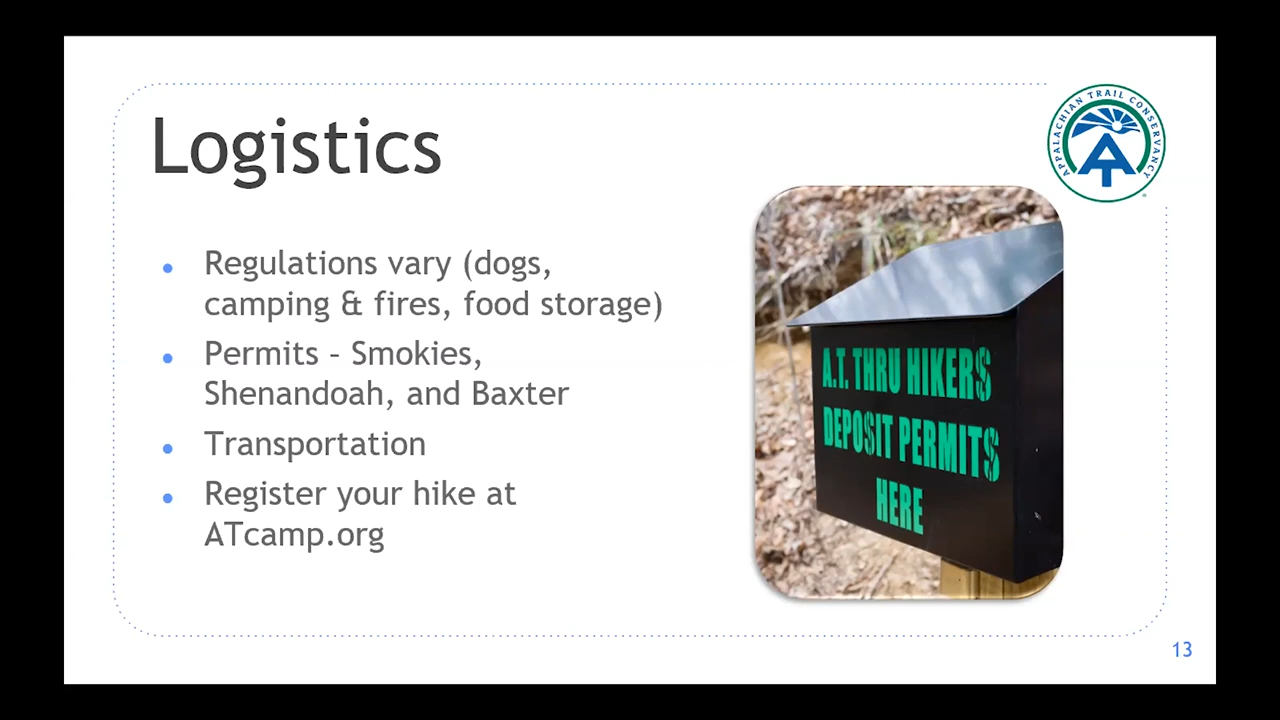 Logistics
APPALACHIAN TRAIL CONSERVANCY
Regulations vary (dogs,
camping & fires, food storage)
Permits – Smokies,
Shenandoah, and Baxter
Transportation
Register your hike at
ATcamp.org
A.T. THRU HIKERS
DEPOSIT PERMITS
HERE
13